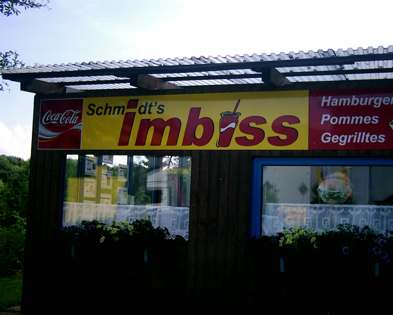 Coca-Cola
Schmidt's
imbiss
Hamburger
Pommes
Gegrilltes